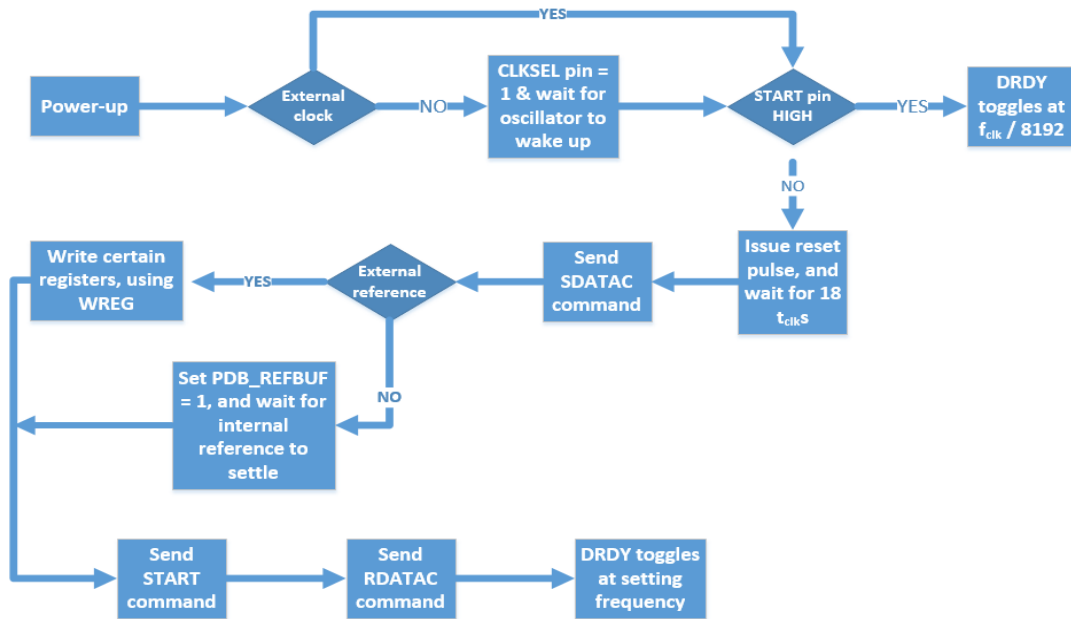 YES
Power-up
External
clock
NO
CLKSEL pin =
1 & wait for
oscillator to
wake up
START pin
HIGH
YES
DRDY
toggles at
fclk / 8192
NO
Write certain
registers, using
WREG
YES
External
reference
Send
SDATAC
command
Issue reset
pulse, and
wait for 18
tclks
Set PDB_REFBUF
= 1, and wait for
internal
reference to
settle
NO
Send
START
command
Send
RDATAC
command
DRDY toggles
at setting
frequency